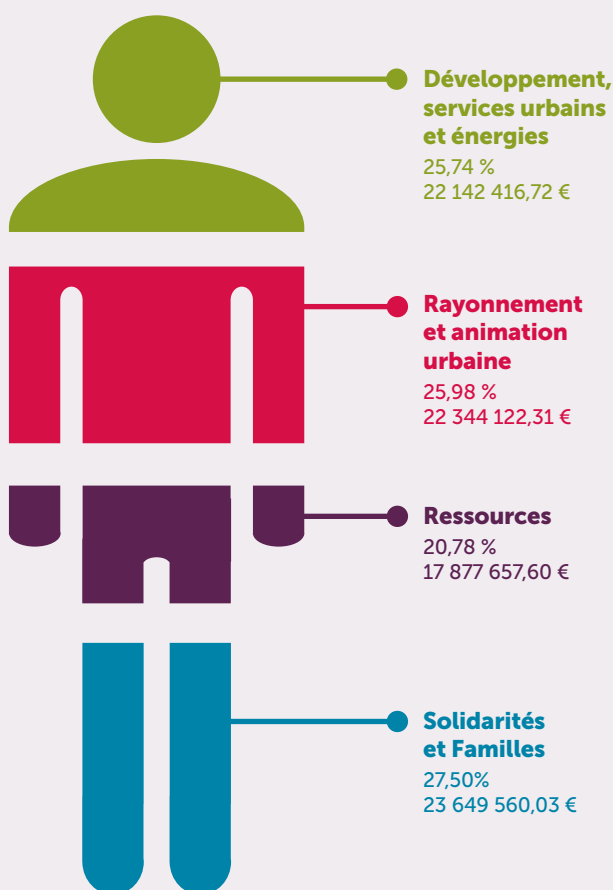 Développement,
services urbains
et énergies
25,74 %
22 142 416,72 €
Rayonnement
et animation
urbaine
25,98 %
22 344 122,31 €
Ressources
20,78 %
17 877 657,60 €
Solidarités
et Familles
27,50%
23 649 560,03 €